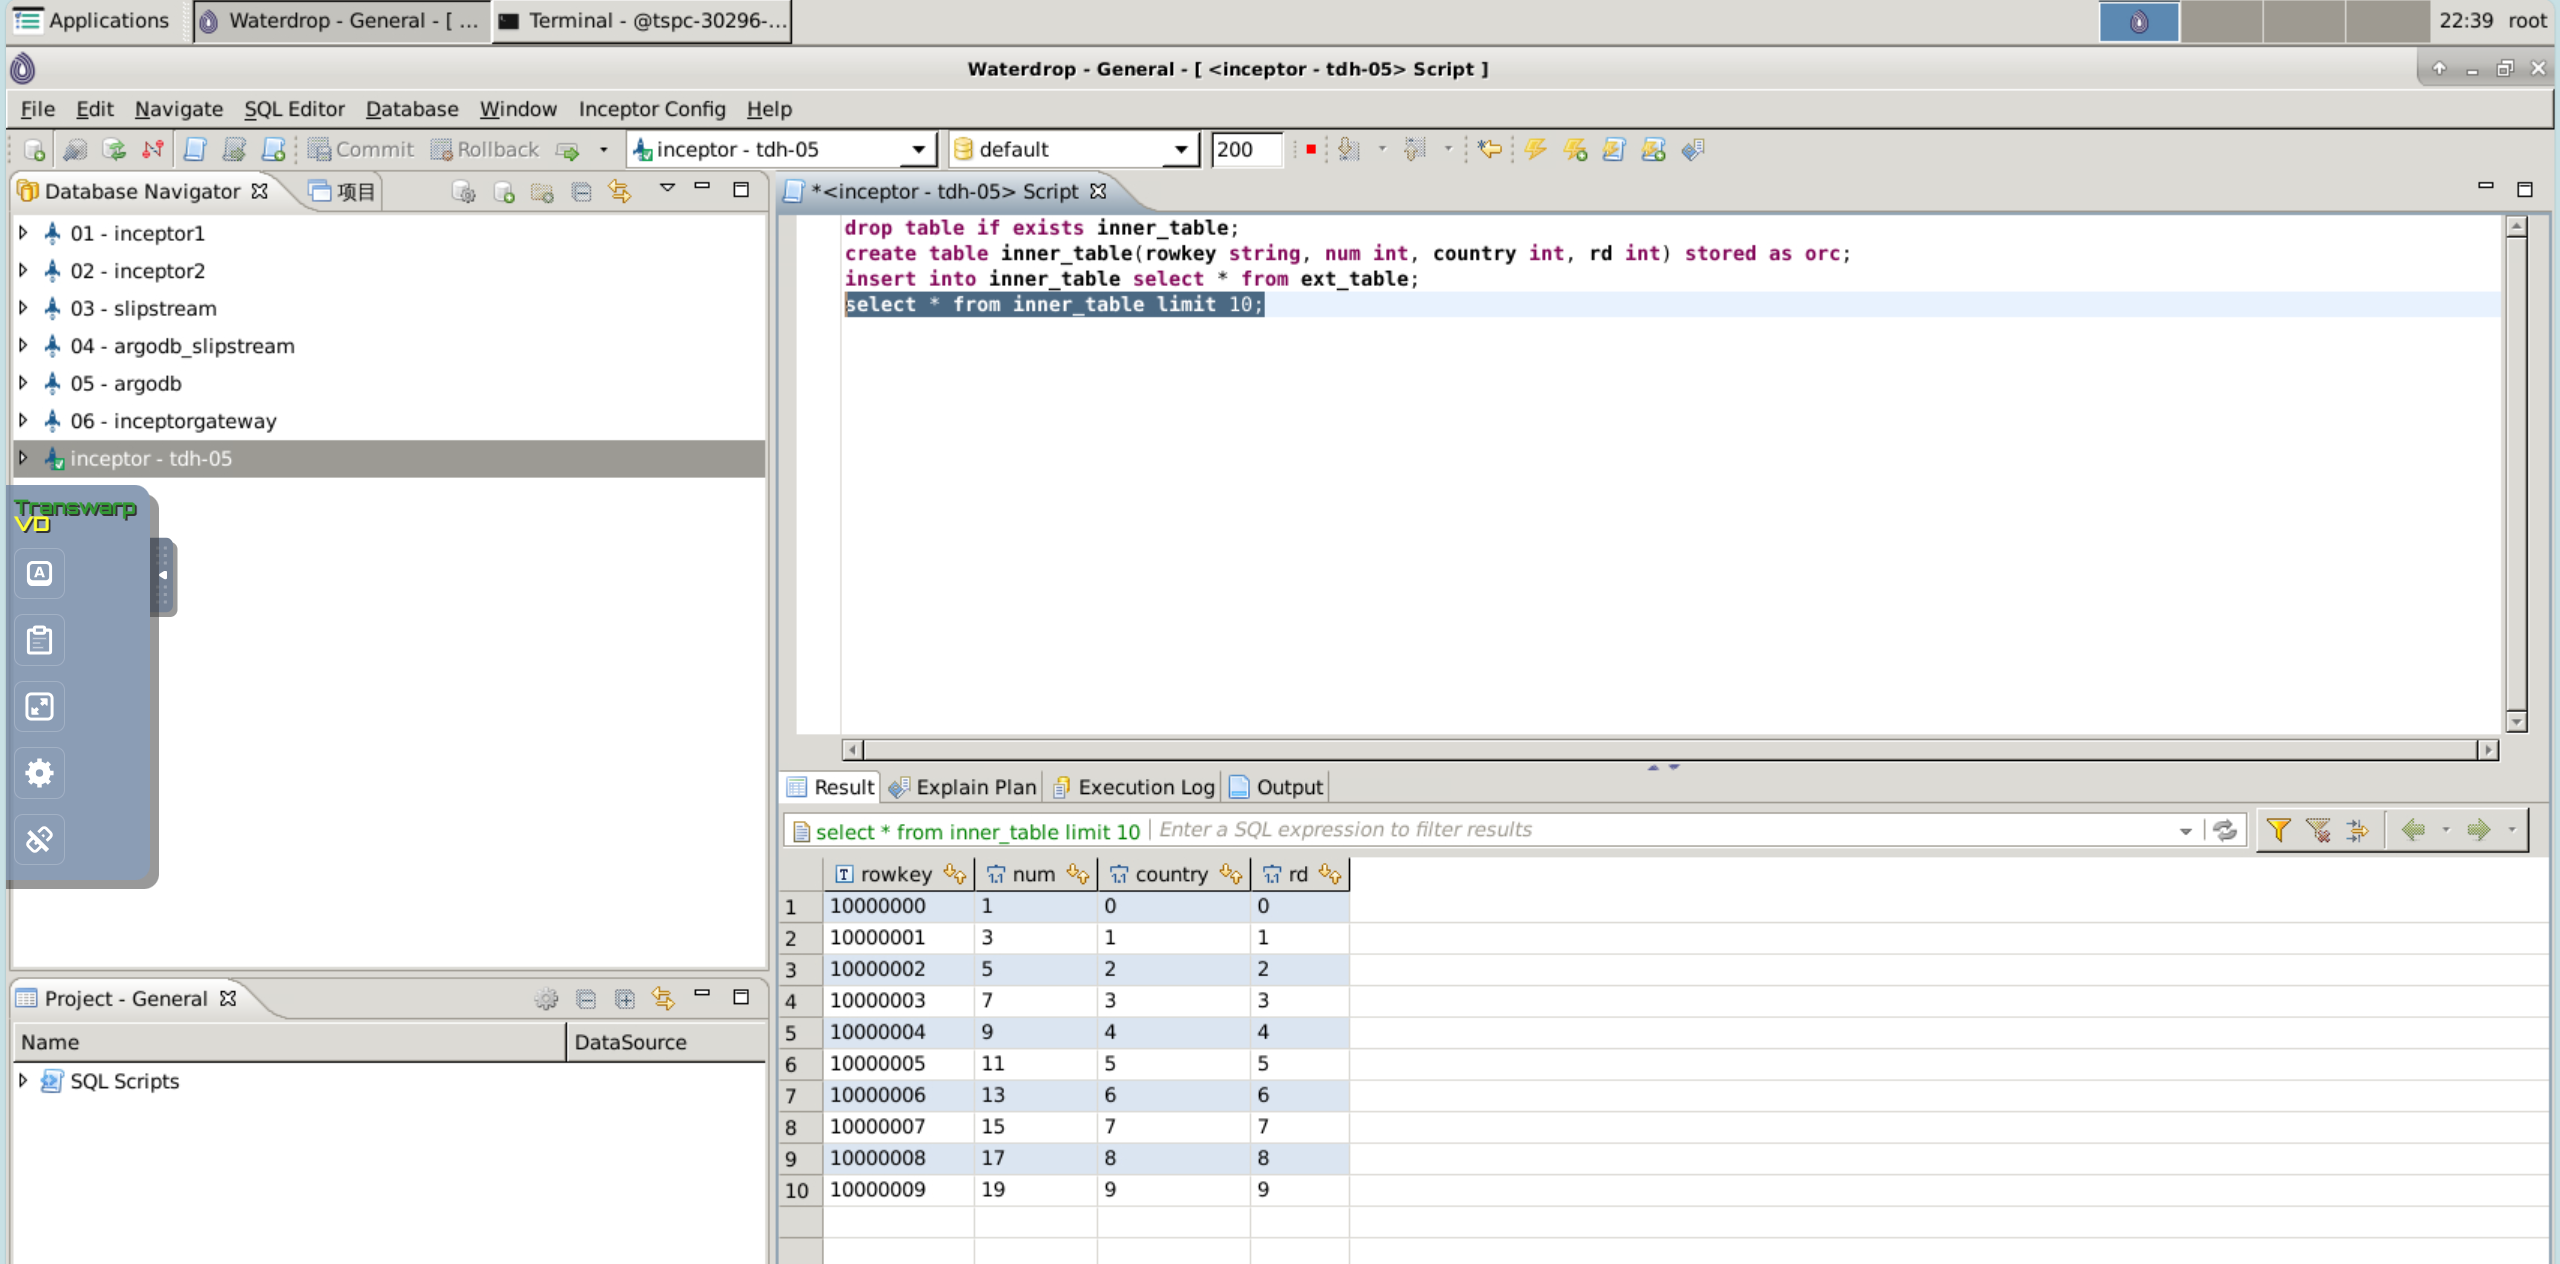 Applications
Waterdrop - General - [ ...
Terminal - @tspc-30296-...
22:39 root
Waterdrop - General - [ <inceptor - tdh-05> Script ]
File Edit Navigate SQL Editor Database Window Inceptor Config Help
Commit Rollback inceptor - tdh-05 default 200
Database Navigator 项目
01 - inceptor1
02 - inceptor2
03 - slipstream
04 - argodb_slipstream
05 - argodb
06 - inceptorgateway
inceptor - tdh-05
Transwarp
VD
A
Project - General
Name DataSource
SQL Scripts
*<inceptor - tdh-05> Script
drop table if exists inner_table;
create table inner_table(rowkey string, num int, country int, rd int) stored as orc;
insert into inner_table select * from ext_table;
select * from inner_table limit 10;
Result Explain Plan Execution Log Output
select * from inner_table limit 10 Enter a SQL expression to filter results
rowkey num country rd
1 10000000 1 0 0
2 10000001 3 1 1
3 10000002 5 2 2
4 10000003 7 3 3
5 10000004 9 4 4
6 10000005 11 5 5
7 10000006 13 6 6
8 10000007 15 7 7
9 10000008 17 8 8
10 10000009 19 9 9